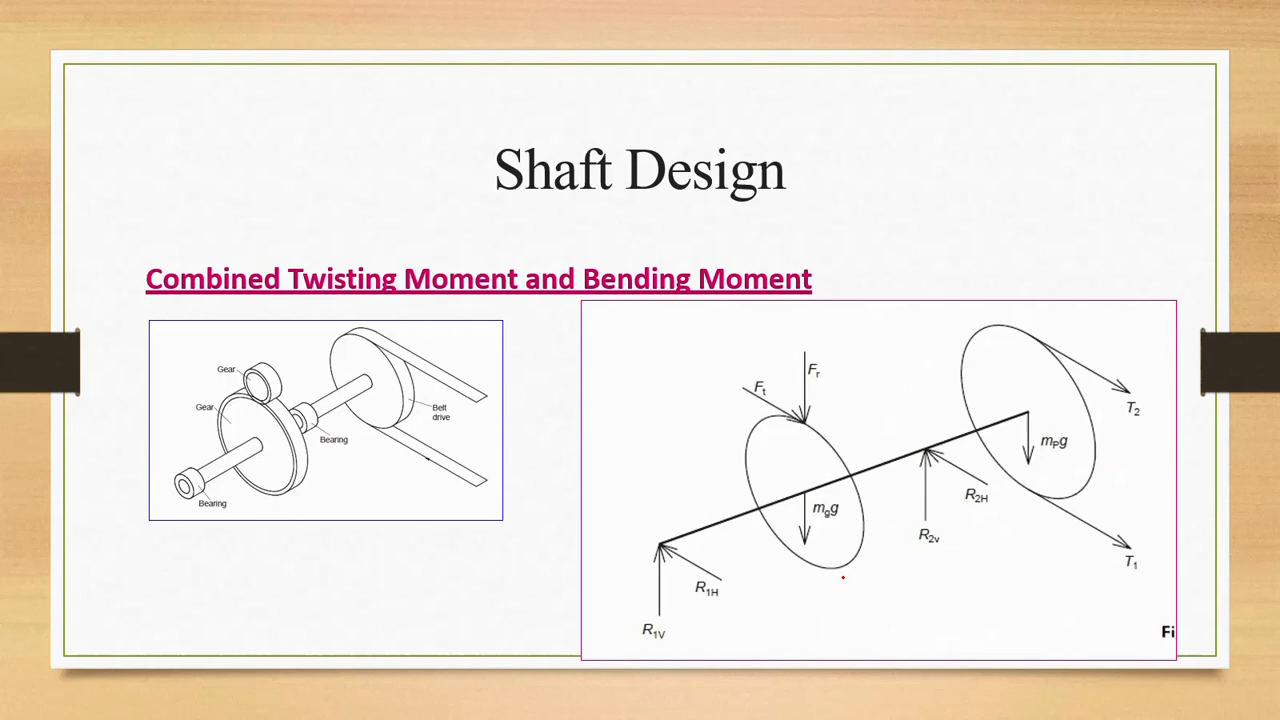 Shaft Design
Combined Twisting Moment and Bending Moment
Gear
Gear
Belt
drive
Bearing
Bearing
Fr
Ft
T2
mPg
R2H
mgg
R2v
T1
R1H
R1V
Fi